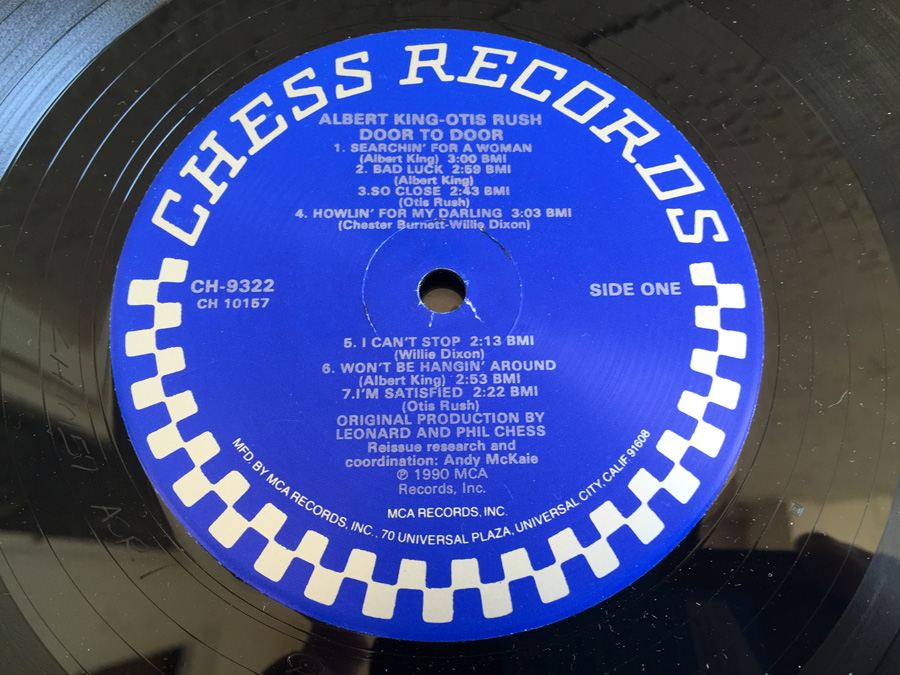 CHESS RECORDS
ALBERT KING-OTIS RUSH
DOOR TO DOOR
1. SEARCHIN' FOR A WOMAN
(Albert King) 3:00 BMI
2. BAD LUCK 2:59 BMI
(Albert King)
3.SO CLOSE 2:43 BMI
(Otis Rush)
4. HOWLIN' FOR MY DARLING 3:03 BMI
(Chester Burnett-Willie Dixon)
CH-9322
CH 10157
SIDE ONE
5. I CAN'T STOP 2:13 BMI
(Willie Dixon)
6. WON'T BE HANGIN' AROUND
(Albert King) 2:53 BMI
7.I'M SATISFIED 2:22 BMI
(Otis Rush)
ORIGINAL PRODUCTION BY
LEONARD AND PHIL CHESS
Reissue research and
coordination: Andy McKaie
℗ 1990 MCA
Records, Inc.
MCA RECORDS, INC.
MFD. BY MCA RECORDS, INC., 70 UNIVERSAL PLAZA, UNIVERSAL CITY, CALIF 91608